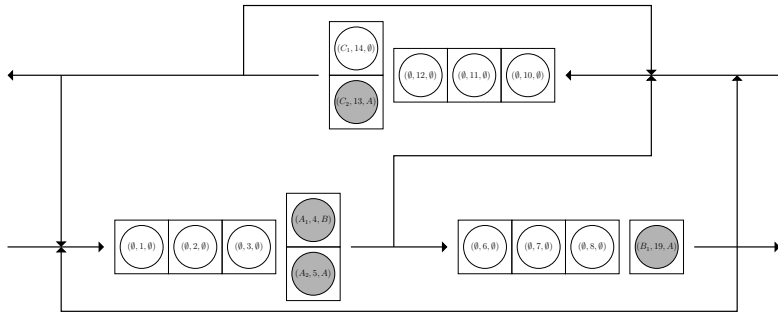 (C₁, 14, ∅)
(∅, 12, ∅) (∅, 11, ∅) (∅, 10, ∅)
(C₂, 13, A)
(A₁, 4, B)
(∅, 1, ∅) (∅, 2, ∅) (∅, 3, ∅) (∅, 6, ∅) (∅, 7, ∅) (∅, 8, ∅) (B₁, 19, A)
(A₂, 5, A)